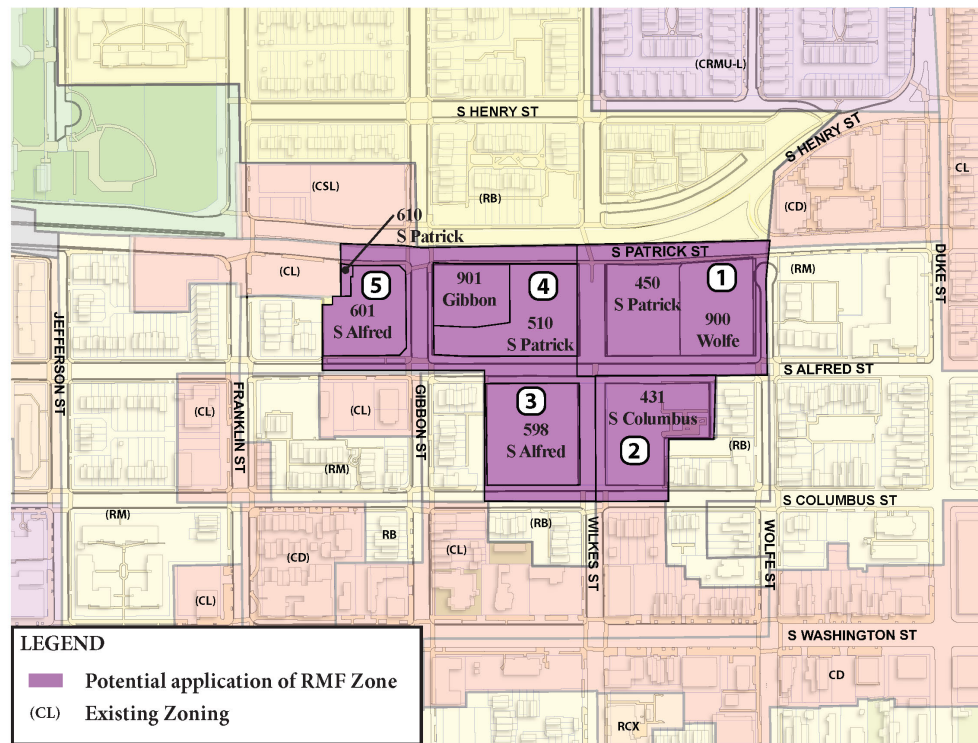 (CRMU-L)
S HENRY ST
S HENRY ST
CL
(CSL)
(RB)
(CD)
610
S Patrick
S PATRICK ST
(CL)
(RM)
DUKE ST
5
901
Gibbon
4
450
S Patrick
1
601
S Alfred
510
S Patrick
900
Wolfe
JEFFERSON ST
S ALFRED ST
FRANKLIN ST
GIBBON ST
(CL)
(CL)
3
598
S Alfred
431
S Columbus
2
(RB)
(RM)
S COLUMBUS ST
(RM)
(CD)
RB
(CL)
(RB)
WILKES ST
WOLFE ST
(CL)
S WASHINGTON ST
CD
RCX
LEGEND
Potential application of RMF Zone
(CL) Existing Zoning